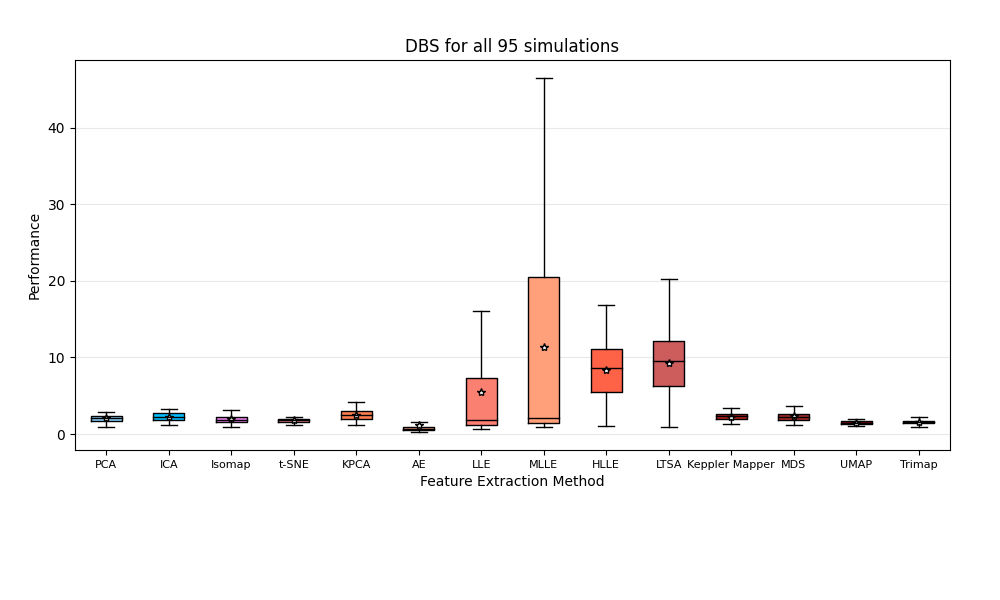 DBS for all 95 simulations
Performance
40
30
20
10
0
PCA ICA Isomap t-SNE KPCA AE LLE MLLE HLLE LTSA Keppler Mapper MDS UMAP Trimap
Feature Extraction Method